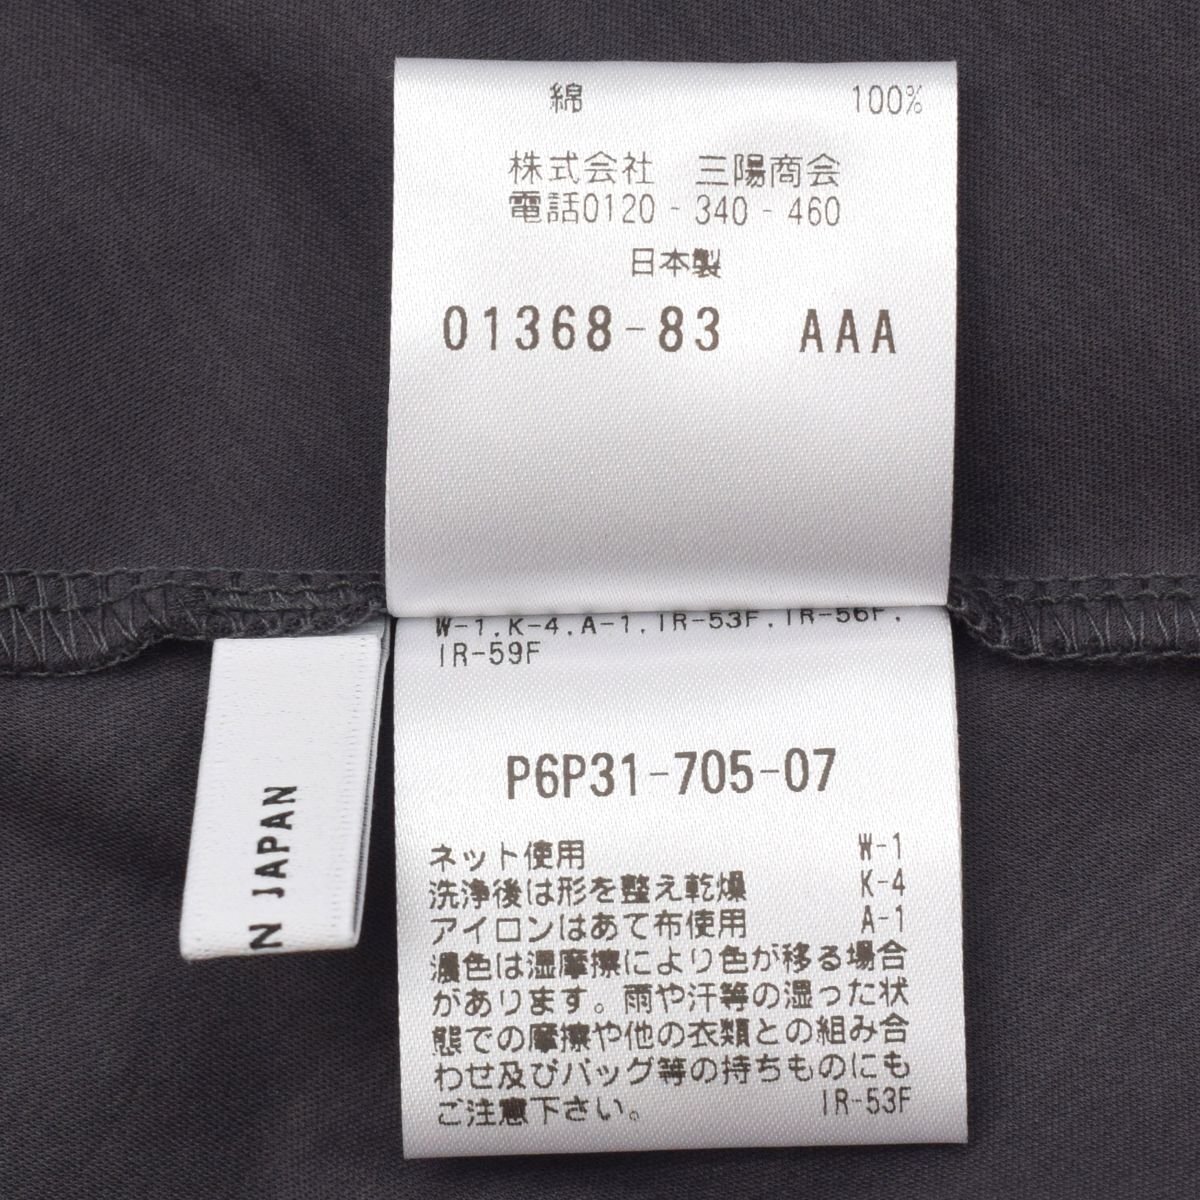 綿 100%
株式会社 三陽商会
電話0120-340-460
日本製
01368-83 AAA
W-1,K-4,A-1,IR-53F,IR-56F,
IR-59F
P6P31-705-07
ネット使用 W-1
洗浄後は形を整え乾燥 K-4
アイロンはあて布使用 A-1
濃色は湿摩擦により色が移る場合
があります。雨や汗等の湿った状
態での摩擦や他の衣類との組み合
わせ及びバッグ等の持ちものにも
ご注意下さい。 IR-53F
N JAPAN